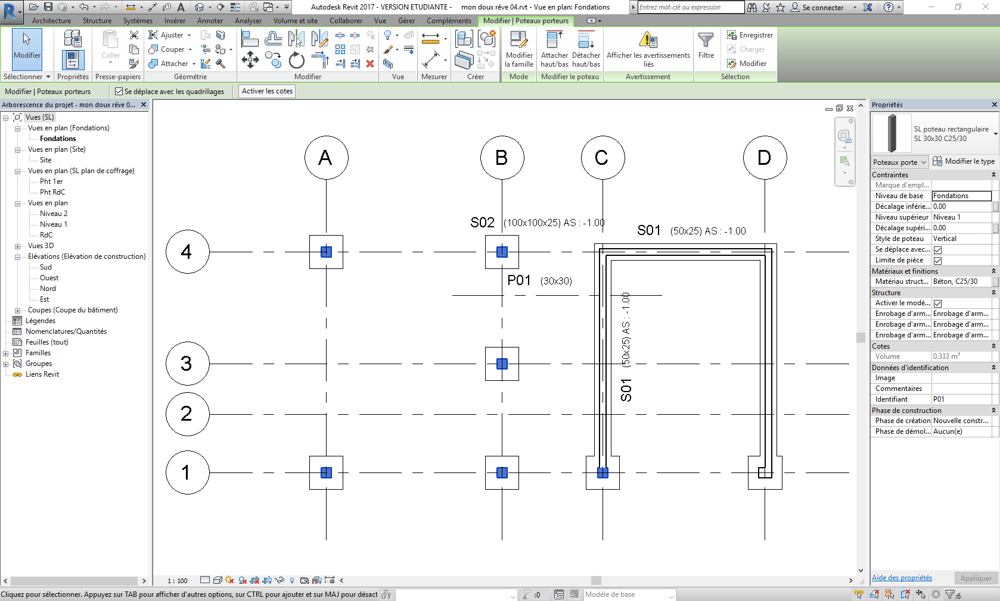 Autodesk Revit 2017 - VERSION ETUDIANTE - mon doux rêve 04.rvt - Vue en plan: Fondations
Entrez mot-clé ou expression
Se connecter
Architecture Structure Systèmes Insérer Annoter Analyser Volume et site Collaborer Vue Gérer Compléments Modifier | Poteaux porteurs
Modifier
Coller
Ajuster
Couper
Attacher
Modifier la famille
Attacher haut/bas
Détacher haut/bas
Afficher les avertissements liés
Filtre
Enregistrer
Charger
Modifier
Sélectionner Propriétés Presse-papiers Géométrie Modifier Vue Mesurer Créer Mode Modifier le poteau Avertissement Sélection
Modifier | Poteaux porteurs
Se déplace avec les quadrillages
Activer les cotes
Arborescence du projet - mon doux rêve 0...
Vues (SL)
Vues en plan (Fondations)
Fondations
Vues en plan (Site)
Site
Vues en plan (SL plan de coffrage)
Pht 1er
Pht RdC
Vues en plan
Niveau 2
Niveau 1
RdC
Vues 3D
Elévations (Elévation de construction)
Sud
Ouest
Nord
Est
Coupes (Coupe du bâtiment)
Légendes
Nomenclatures/Quantités
Feuilles (tout)
Familles
Groupes
Liens Revit
A B C D
2D
S02 (100x100x25) AS : -1.00
S01 (50x25) AS : -1.00
4
P01 (30x30)
S01 (50x25) AS : -1.00
3
2
1
Propriétés
SL poteau rectangulaire
SL 30x30 C25/30
Poteaux porte
Modifier le type
Contraintes
Marque d'empl...
Niveau de base Fondations
Décalage inférie... 0.00
Niveau supérieur Niveau 1
Décalage supéri... 0.00
Style de poteau Vertical
Se déplace avec...
Limite de pièce
Matériaux et finitions
Matériau struct... Béton, C25/30
Structure
Activer le modè...
Enrobage d'arm... Enrobage d'arm...
Enrobage d'arm... Enrobage d'arm...
Enrobage d'arm... Enrobage d'arm...
Cotes
Volume 0.333 m³
Données d'identification
Image
Commentaires
Identifiant P01
Phase de construction
Phase de création Nouvelle constr...
Phase de démol... Aucun(e)
Aide des propriétés
Appliquer
1 : 100
Cliquez pour sélectionner. Appuyez sur TAB pour afficher d'autres options, sur CTRL pour ajouter et sur MAJ pour désact
:0
Modèle de base
:6